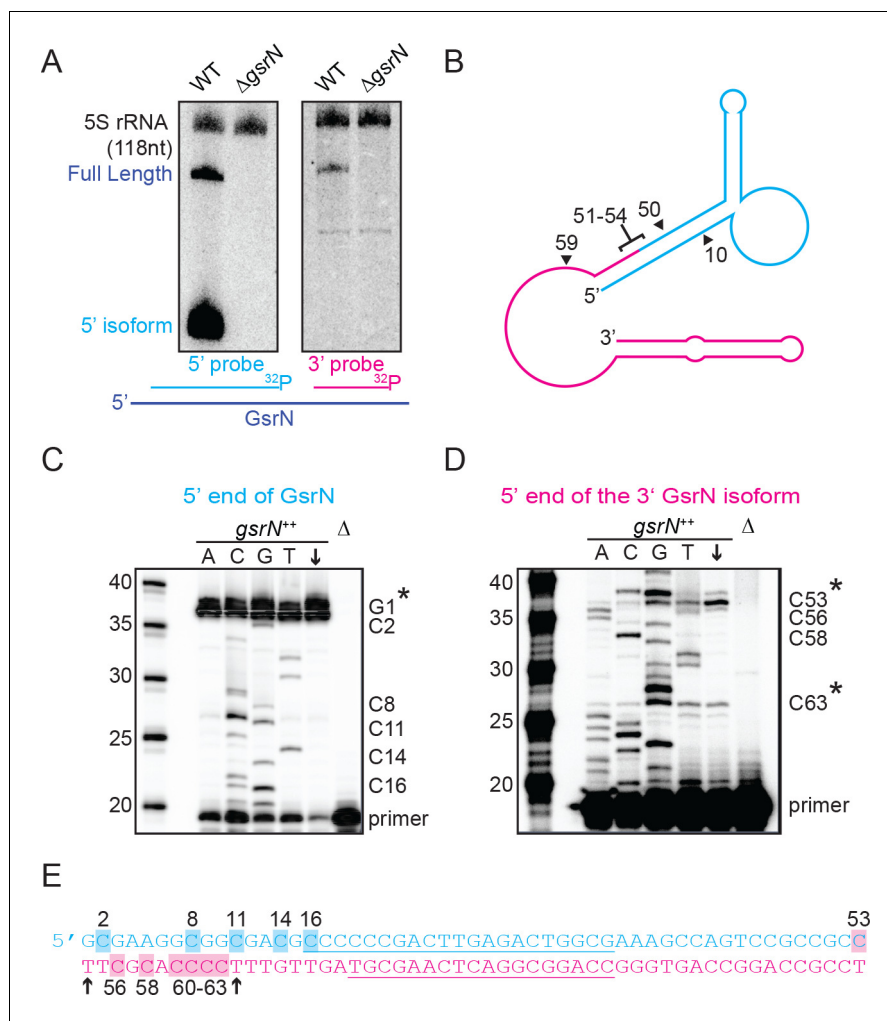 A
WT
ΔgsrN
WT
ΔgsrN
5S rRNA
(118nt)
Full Length
5' isoform
5' probe
32P
3' probe
32P
5'
GsrN
B
51-54
50
59
10
5'
3'
C
5' end of GsrN
gsrN++
Δ
A C G T ↓
40
35
30
25
20
*
G1
C2
C8
C11
C14
C16
primer
D
5' end of the 3' GsrN isoform
gsrN++
Δ
A C G T ↓
40
35
30
25
20
*
C53
C56
C58
*
C63
primer
E
2 8 11 14 16 53
5' GCGAAGGCGGCGACGCCCCCCGACTTGAGACTGGCGAAAGCCAGTCCGCCGCC
TTCGCACCCCTTTGTTGATGCGAACTCAGGCGGACCGGGTGACCGGACCGCCT
↑ 56 58 60-63 ↑